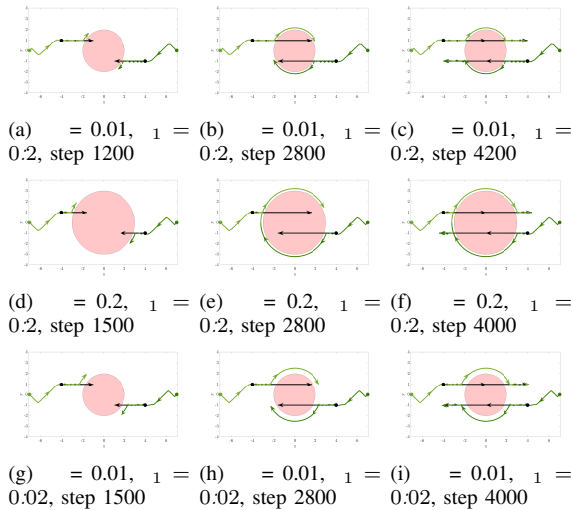 (a) = 0.01, 1 =
0.2, step 1200
(b) = 0.01, 1 =
0.2, step 2800
(c) = 0.01, 1 =
0.2, step 4200
(d) = 0.2, 1 =
0.2, step 1500
(e) = 0.2, 1 =
0.2, step 2800
(f) = 0.2, 1 =
0.2, step 4000
(g) = 0.01, 1 =
0.02, step 1500
(h) = 0.01, 1 =
0.02, step 2800
(i) = 0.01, 1 =
0.02, step 4000